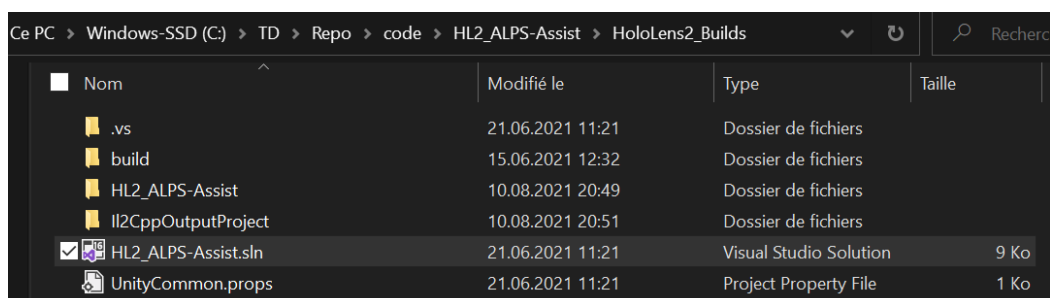 Ce PC > Windows-SSD (C:) > TD > Repo > code > HL2_ALPS-Assist > HoloLens2_Builds Recherc
Nom Modifié le Type Taille
.vs 21.06.2021 11:21 Dossier de fichiers
build 15.06.2021 12:32 Dossier de fichiers
HL2_ALPS-Assist 10.08.2021 20:49 Dossier de fichiers
Il2CppOutputProject 10.08.2021 20:51 Dossier de fichiers
HL2_ALPS-Assist.sln 21.06.2021 11:21 Visual Studio Solution 9 Ko
UnityCommon.props 21.06.2021 11:21 Project Property File 1 Ko